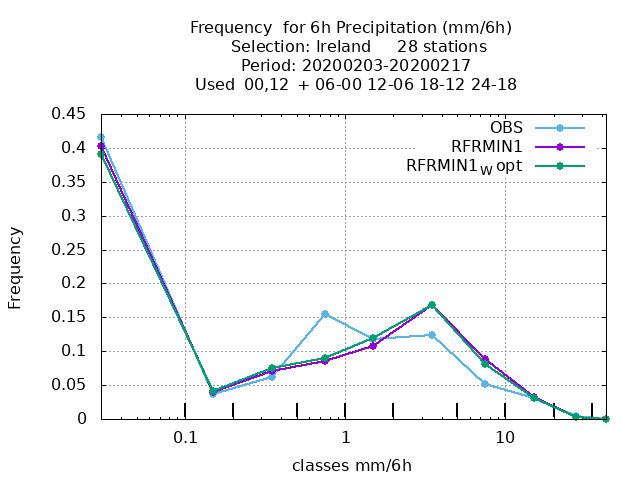 Frequency  for 6h Precipitation (mm/6h)
Selection: Ireland     28 stations
Period: 20200203-20200217
Used  00,12  + 06-00 12-06 18-12 24-18
0.45
0.4
0.35
0.3
0.25
0.2
0.15
0.1
0.05
0
Frequency
OBS
RFRMIN1
RFRMIN1W opt
0.1 1 10
classes mm/6h